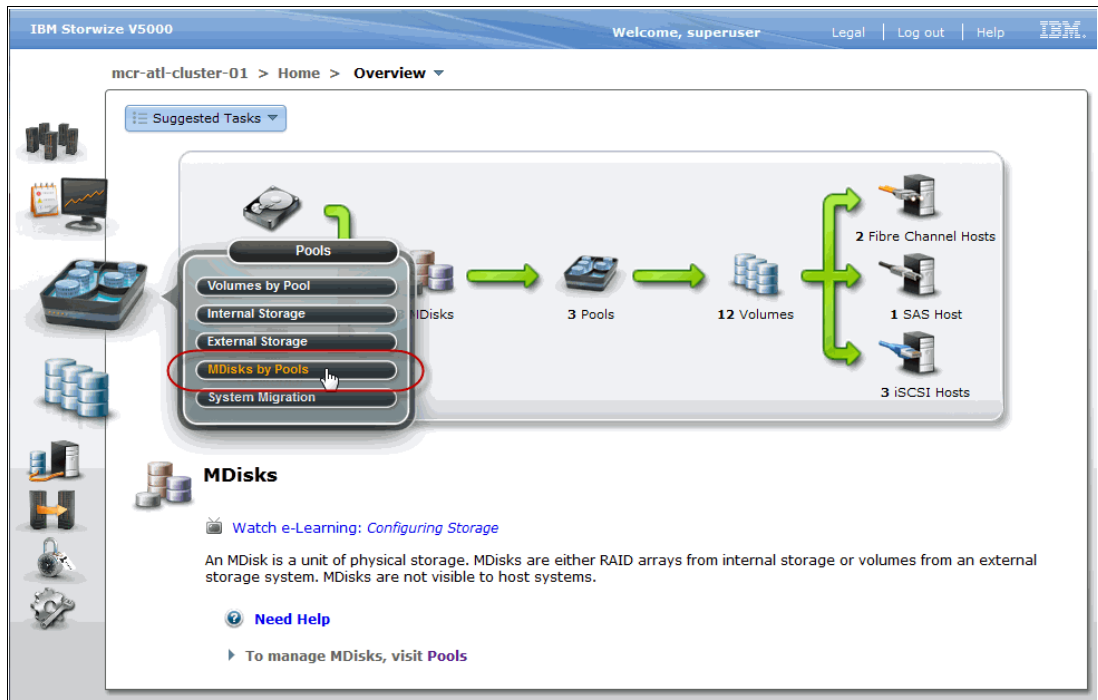 IBM Storwize V5000
Welcome, superuser
Legal | Log out | Help
IBM.
mcr-atl-cluster-01 > Home > Overview
Suggested Tasks
Pools
Volumes by Pool
Internal Storage
External Storage
MDisks by Pools
System Migration
MDisks
3 Pools
12 Volumes
2 Fibre Channel Hosts
1 SAS Host
3 iSCSI Hosts
MDisks
Watch e-Learning: Configuring Storage
An MDisk is a unit of physical storage. MDisks are either RAID arrays from internal storage or volumes from an external
storage system. MDisks are not visible to host systems.
Need Help
To manage MDisks, visit Pools